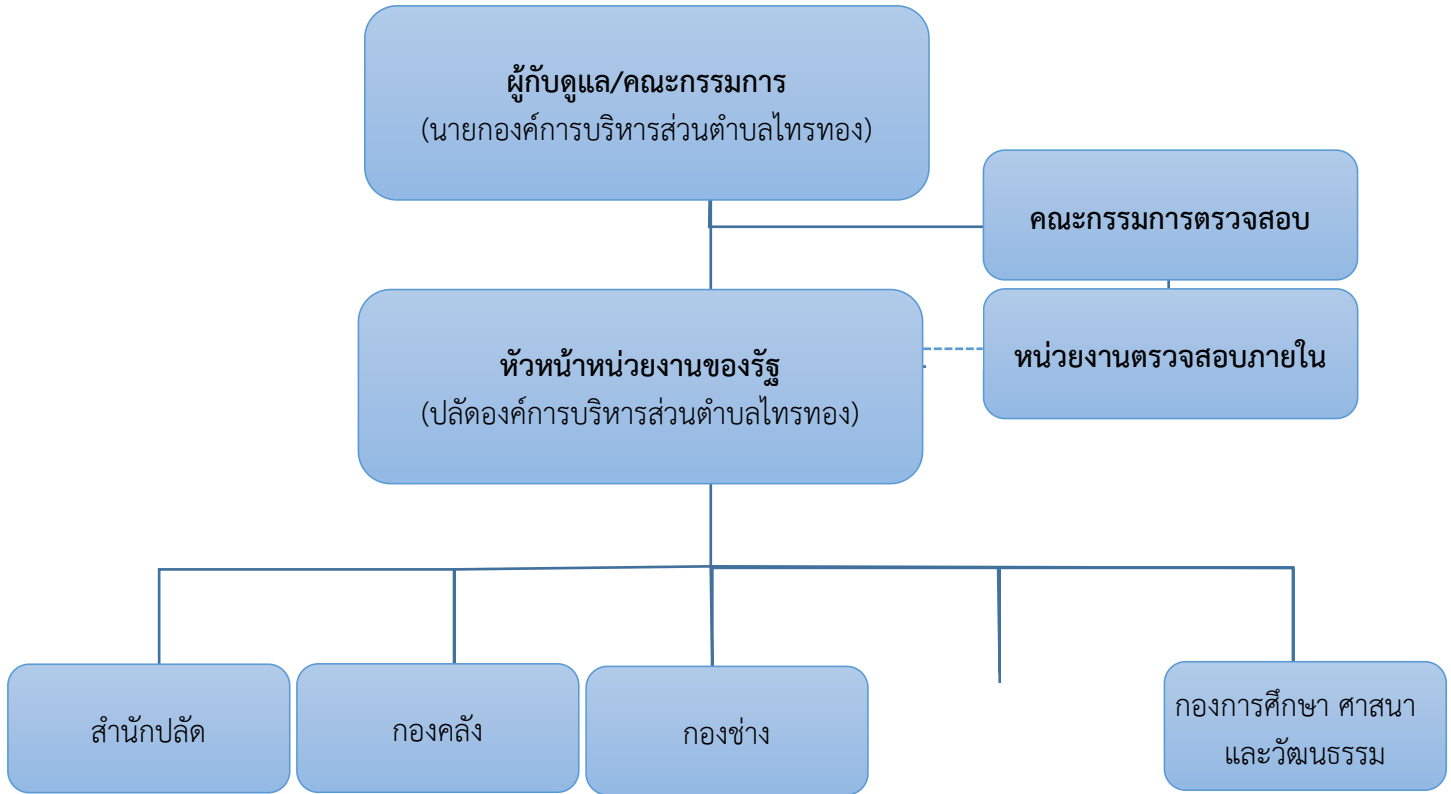 ผู้กับดูแล/คณะกรรมการ
(นายกองค์การบริหารส่วนตำบลไทรทอง)
คณะกรรมการตรวจสอบ
หัวหน้าหน่วยงานของรัฐ
(ปลัดองค์การบริหารส่วนตำบลไทรทอง)
หน่วยงานตรวจสอบภายใน
สำนักปลัด
กองคลัง
กองช่าง
กองการศึกษา ศาสนา
และวัฒนธรรม